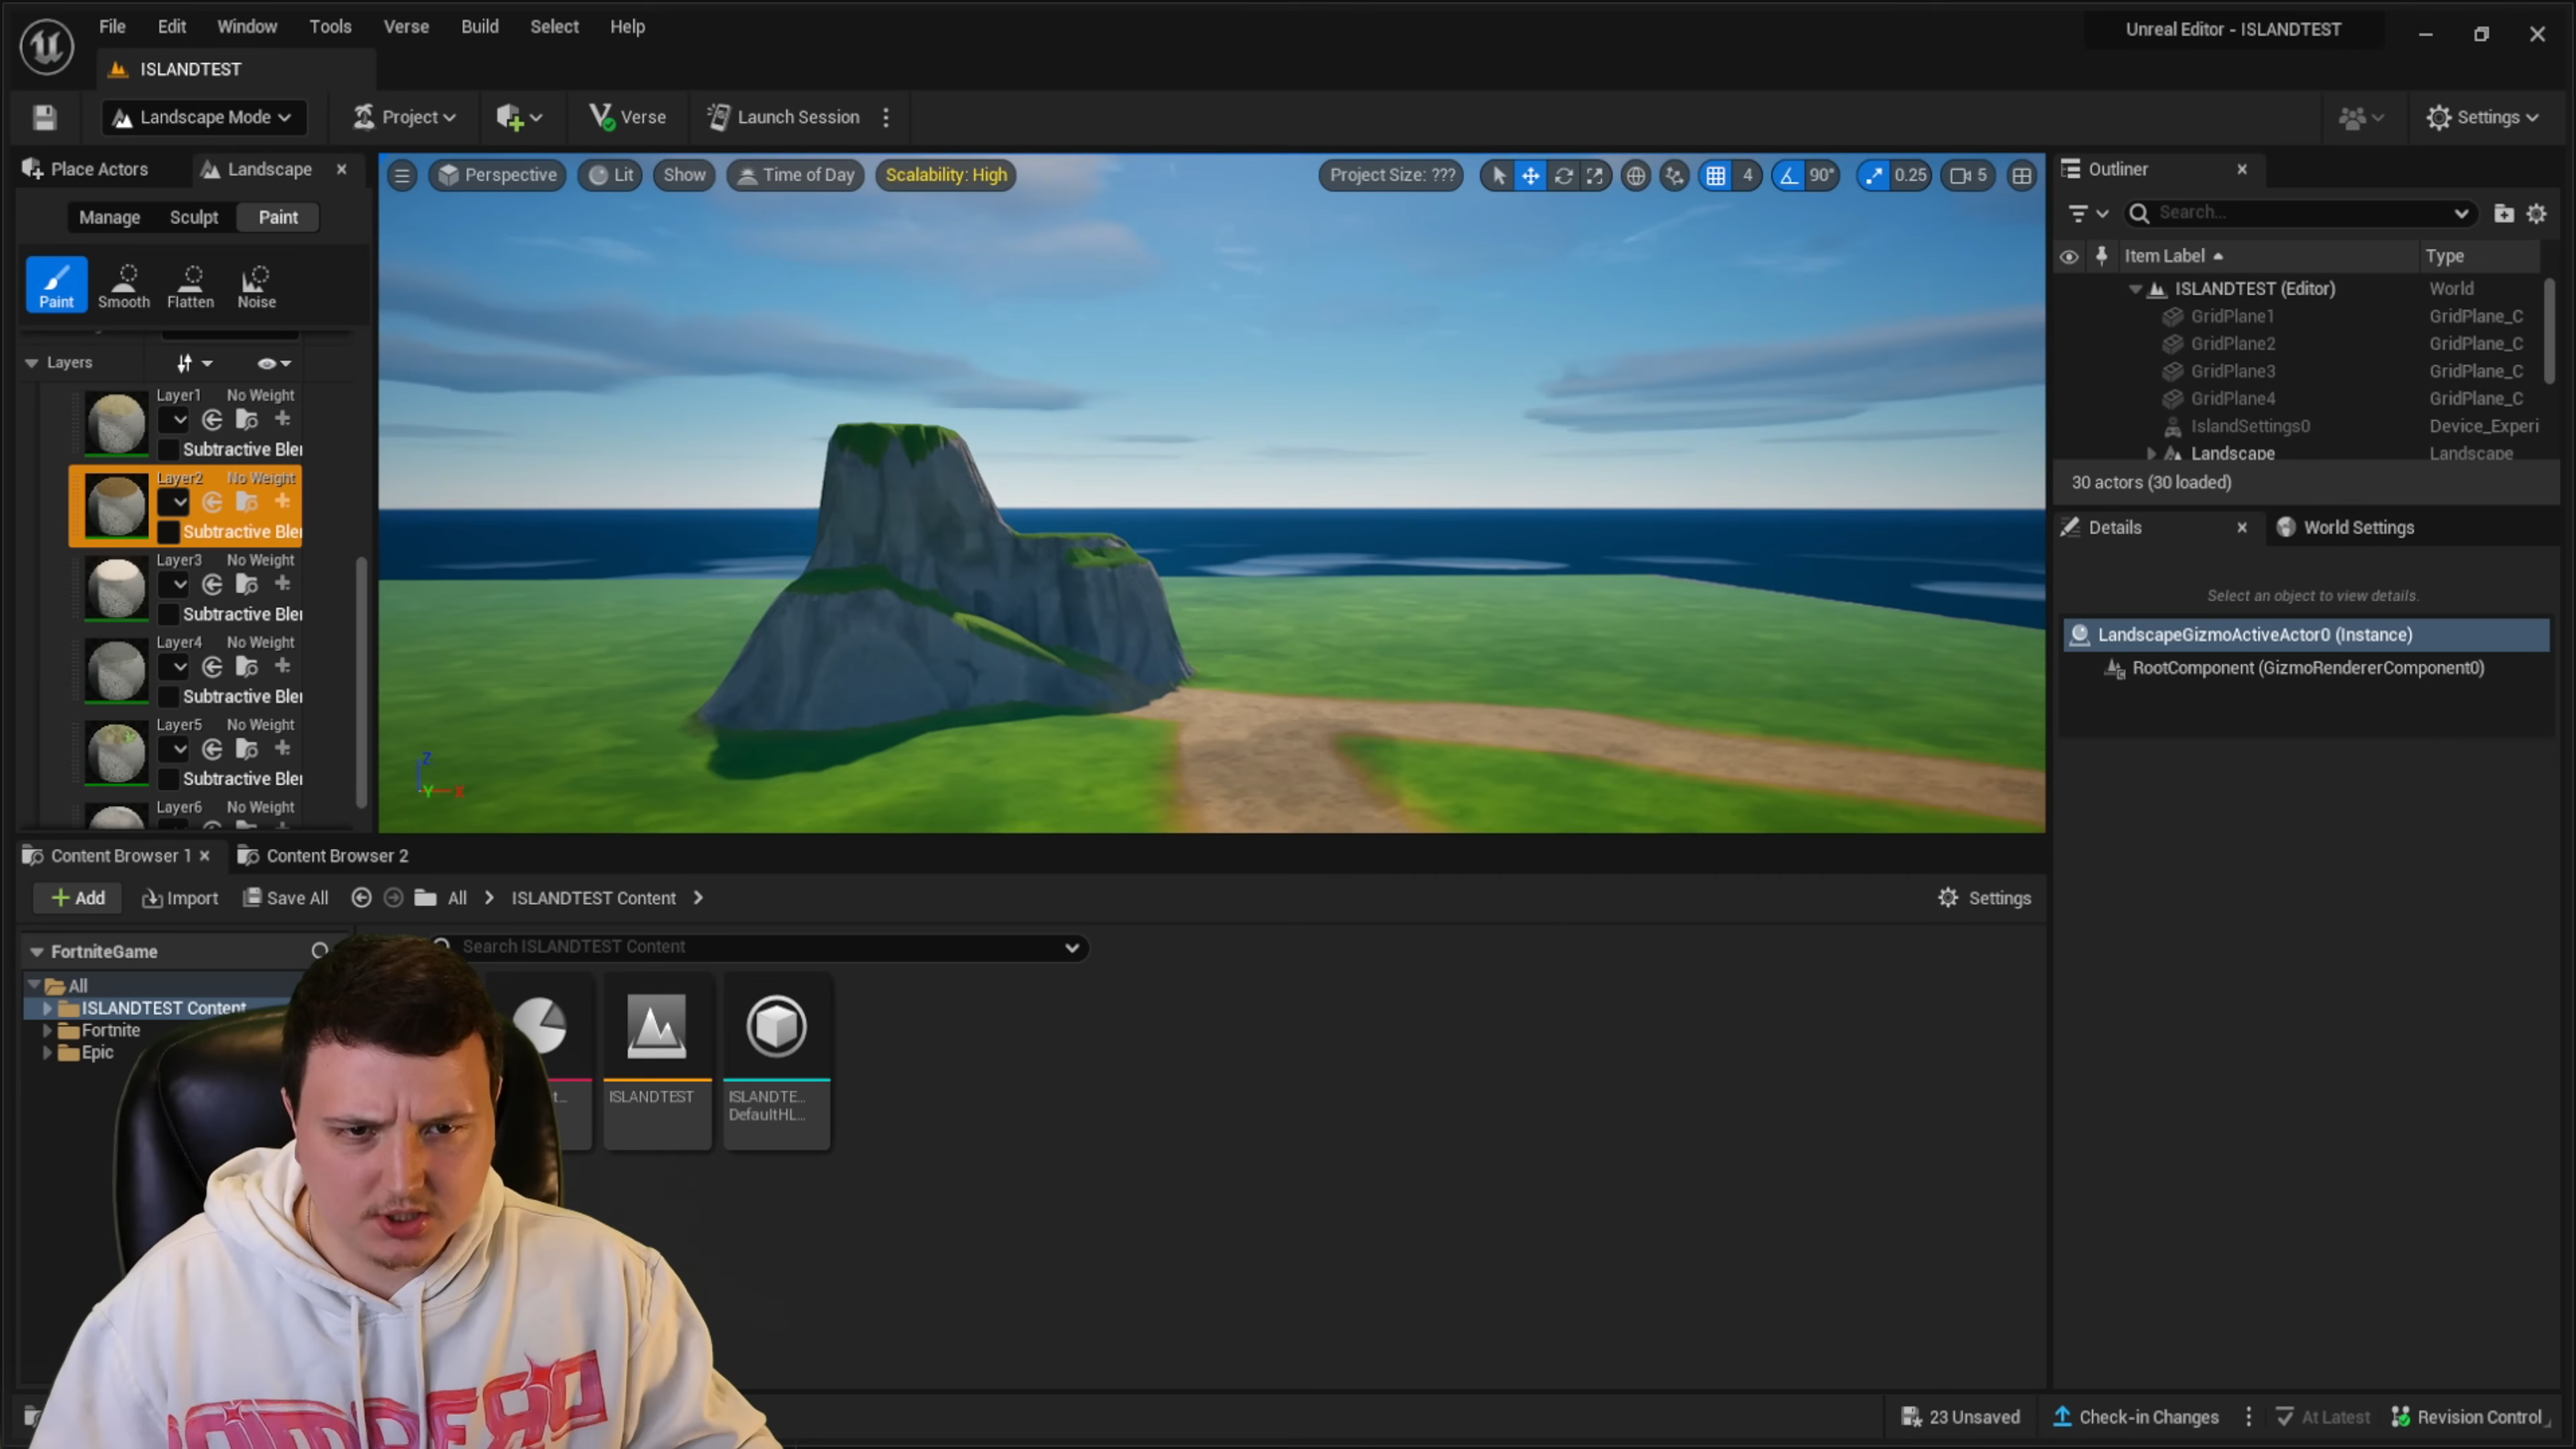 File Edit Window Tools Verse Build Select Help
Unreal Editor - ISLANDTEST
ISLANDTEST
Landscape Mode
Project
Verse
Launch Session
Settings
Place Actors
Landscape
Manage Sculpt Paint
Paint Smooth Flatten Noise
Layers
Layer1 No Weight
Subtractive Ble
Layer2 No Weight
Subtractive Ble
Layer3 No Weight
Subtractive Ble
Layer4 No Weight
Subtractive Ble
Layer5 No Weight
Subtractive Ble
Layer6 No Weight
Perspective Lit Show Time of Day Scalability: High Project Size: ??? 4 90° 0.25 5
Z
Y X
Outliner
Search...
Item Label Type
ISLANDTEST (Editor) World
GridPlane1 GridPlane_C
GridPlane2 GridPlane_C
GridPlane3 GridPlane_C
GridPlane4 GridPlane_C
IslandSettings0 Device_Experi
Landscape Landscape
30 actors (30 loaded)
Details World Settings
Select an object to view details.
LandscapeGizmoActiveActor0 (Instance)
RootComponent (GizmoRendererComponent0)
Content Browser 1 Content Browser 2
Add Import Save All All ISLANDTEST Content Settings
FortniteGame
Search ISLANDTEST Content
All
ISLANDTEST Content
Fortnite
Epic
t...
ISLANDTEST
ISLANDTE...
DefaultHL...
23 Unsaved Check-in Changes At Latest Revision Control